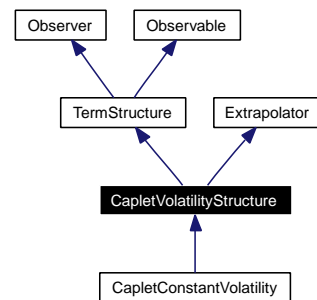 Observer
Observable
TermStructure
Extrapolator
CapletVolatilityStructure
CapletConstantVolatility